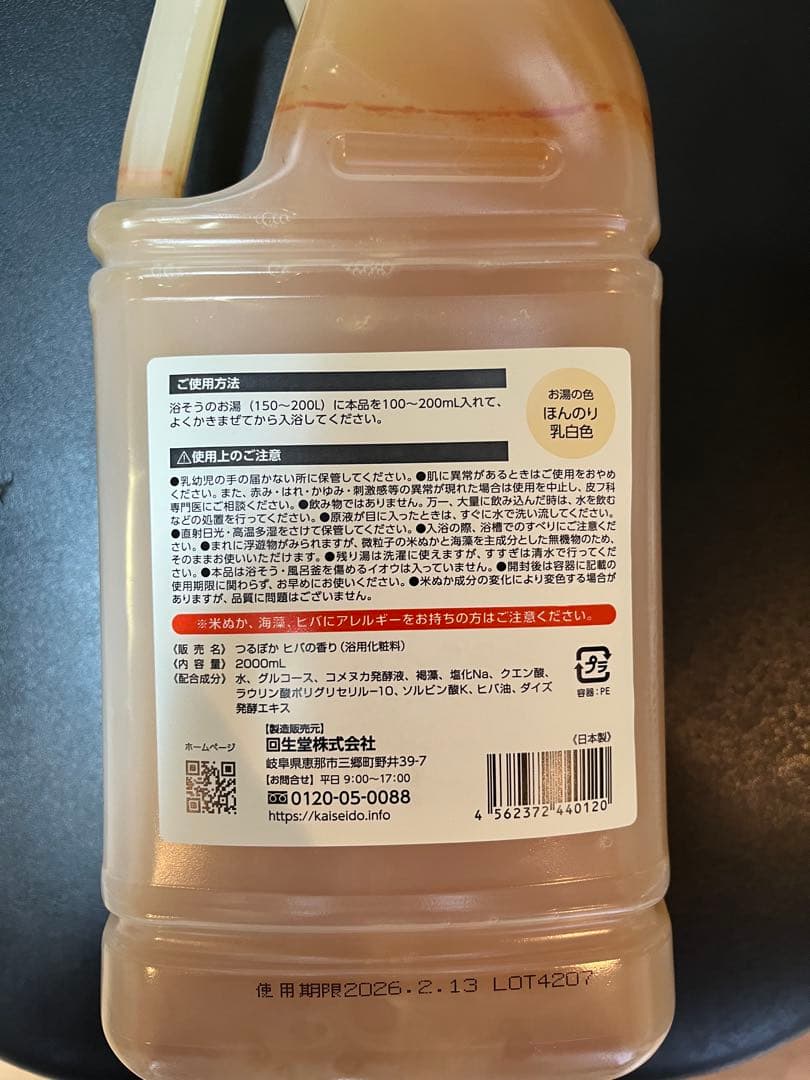 ご使用方法
浴そうのお湯（150～200L）に本品を100～200mL入れて、
よくかきまぜてから入浴してください。
お湯の色
ほんのり
乳白色
⚠使用上のご注意
●乳幼児の手の届かない所に保管してください。●肌に異常があるときはご使用をおやめ
ください。また、赤み・はれ・かゆみ・刺激感等の異常が現れた場合は使用を中止し、皮フ科
専門医にご相談ください。●飲み物ではありません。万一、大量に飲み込んだ時は、水を飲む
などの処置を行ってください。●原液が目に入ったときは、すぐに水で洗い流してください。
●直射日光・高温多湿をさけて保管してください。●入浴の際、浴槽でのすべりにご注意くだ
さい。●まれに浮遊物がみられますが、微粒子の米ぬかと海藻を主成分とした無機物のため、
そのままお使いいただけます。●残り湯は洗濯に使えますが、すすぎは清水で行ってくだ
さい。●本品は浴そう・風呂釜を傷めるイオウは入っていません。●開封後は容器に記載の
使用期限に関わらず、お早めにお使いください。●米ぬか成分の変化により変色する場合が
ありますが、品質に問題はございません。
※米ぬか、海藻、ヒバにアレルギーをお持ちの方はご注意ください。
〈販 売 名〉 つるぽか ヒバの香り（浴用化粧料）
〈内 容 量〉 2000mL
〈配合成分〉 水、グルコース、コメヌカ発酵液、褐藻、塩化Na、クエン酸、
ラウリン酸ポリグリセリル-10、ソルビン酸K、ヒバ油、ダイズ
発酵エキス
プラ
容器：PE
ホームページ
【製造販売元】
回生堂株式会社
岐阜県恵那市三郷町野井39-7
【お問合せ】平日 9:00～17:00
0120-05-0088
https://kaiseido.info
《日本製》
4 562372 440120
使用期限2026.2.13 LOT4207